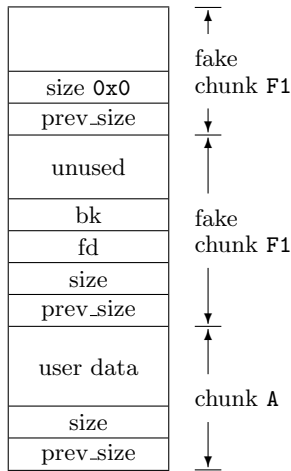 fake
chunk F1
size 0x0
prev_size
unused
bk
fd
size
prev_size
fake
chunk F1
user data
size
prev_size
chunk A